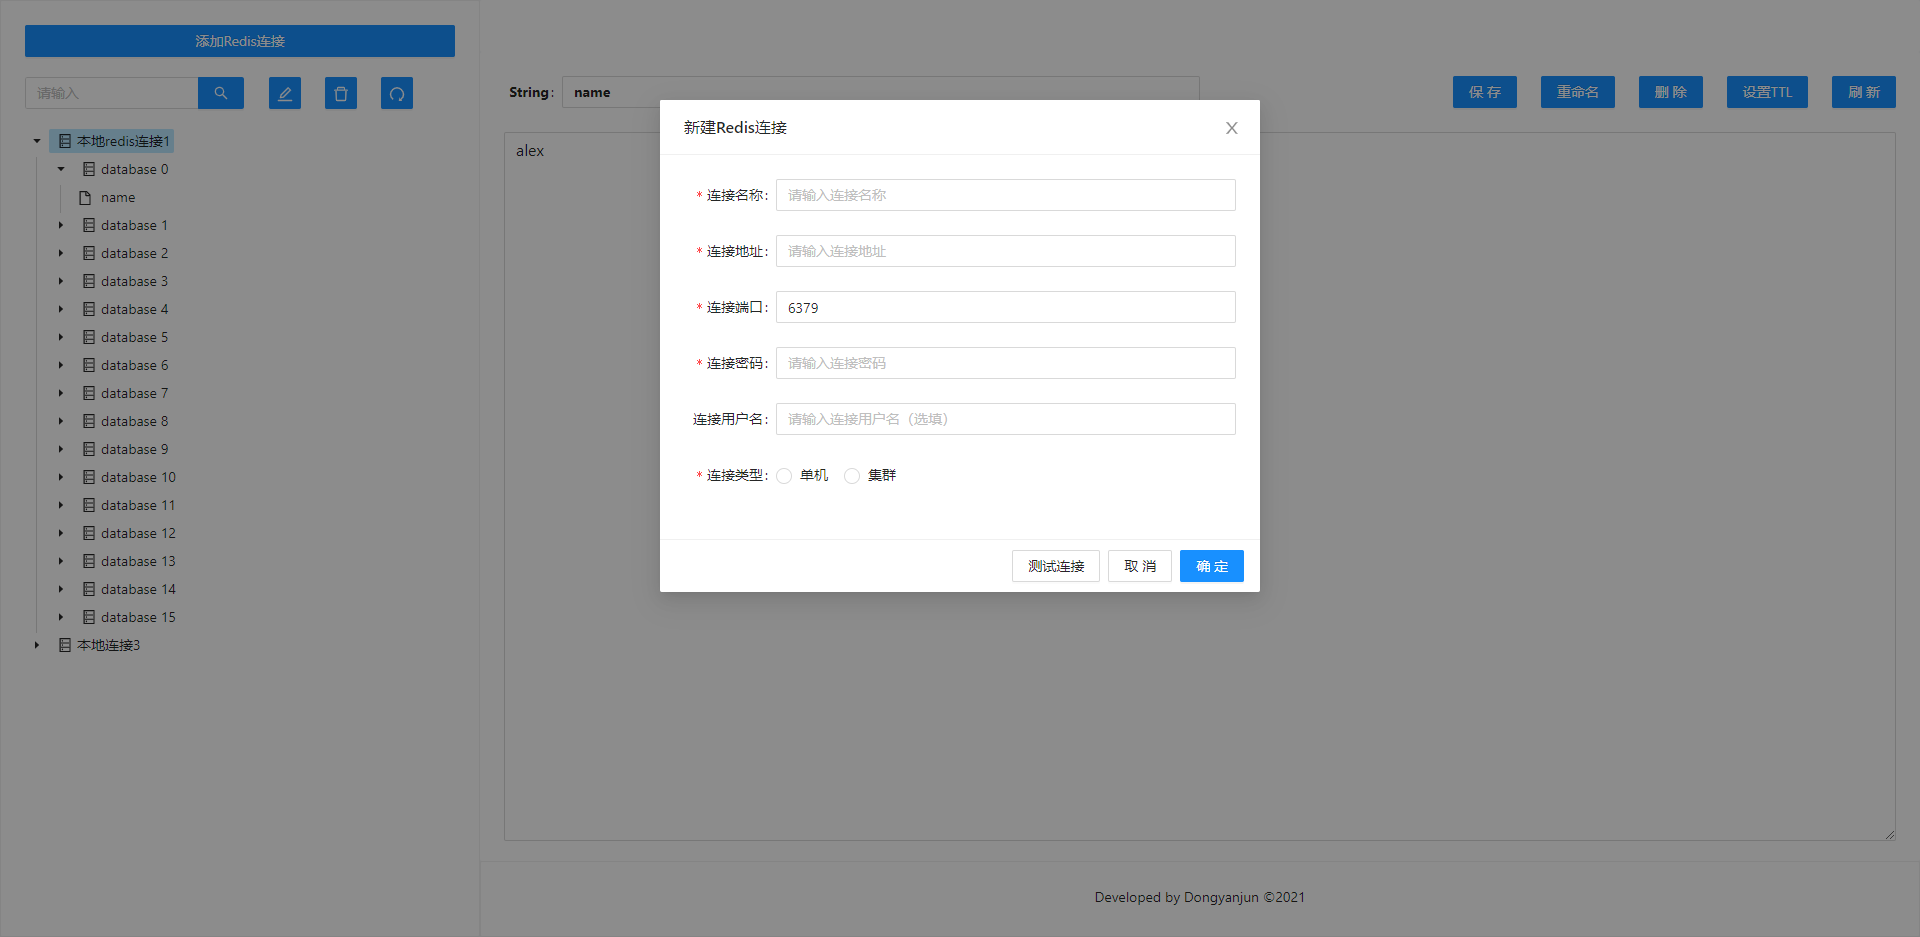 添加Redis连接
请输入
本地redis连接1
database 0
name
database 1
database 2
database 3
database 4
database 5
database 6
database 7
database 8
database 9
database 10
database 11
database 12
database 13
database 14
database 15
本地连接3
String: name
保 存 重命名 删 除 设置TTL 刷 新
alex
新建Redis连接
* 连接名称: 请输入连接名称
* 连接地址: 请输入连接地址
* 连接端口: 6379
* 连接密码: 请输入连接密码
连接用户名: 请输入连接用户名（选填）
* 连接类型: 单机 集群
测试连接 取 消 确 定
Developed by Dongyanjun ©2021